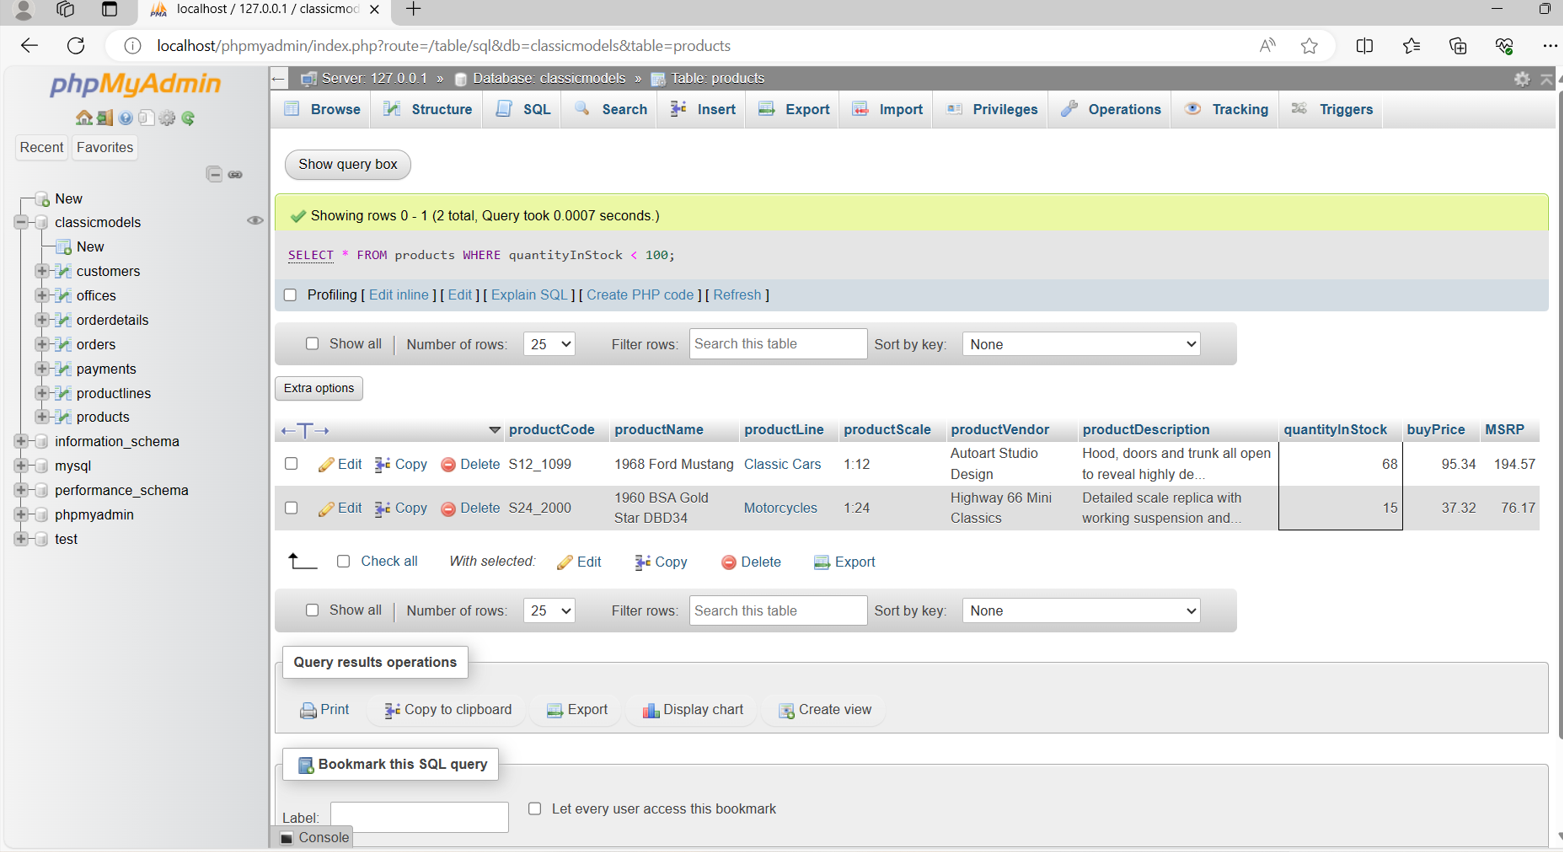 localhost / 127.0.0.1 / classicmod
localhost/phpmyadmin/index.php?route=/table/sql&db=classicmodels&table=products
phpMyAdmin
Recent Favorites
New
classicmodels
New
customers
offices
orderdetails
orders
payments
productlines
products
information_schema
mysql
performance_schema
phpmyadmin
test
Server: 127.0.0.1 » Database: classicmodels » Table: products
Browse Structure SQL Search Insert Export Import Privileges Operations Tracking Triggers
Show query box
Showing rows 0 - 1 (2 total, Query took 0.0007 seconds.)
SELECT * FROM products WHERE quantityInStock < 100;
Profiling [ Edit inline ] [ Edit ] [ Explain SQL ] [ Create PHP code ] [ Refresh ]
Show all | Number of rows: 25 Filter rows: Search this table Sort by key: None
Extra options
←T→ productCode productName productLine productScale productVendor productDescription quantityInStock buyPrice MSRP
Edit Copy Delete S12_1099 1968 Ford Mustang Classic Cars 1:12 Autoart Studio Design Hood, doors and trunk all open to reveal highly de... 68 95.34 194.57
Edit Copy Delete S24_2000 1960 BSA Gold Star DBD34 Motorcycles 1:24 Highway 66 Mini Classics Detailed scale replica with working suspension and... 15 37.32 76.17
Check all With selected: Edit Copy Delete Export
Show all | Number of rows: 25 Filter rows: Search this table Sort by key: None
Query results operations
Print Copy to clipboard Export Display chart Create view
Bookmark this SQL query
Label: Let every user access this bookmark
Console